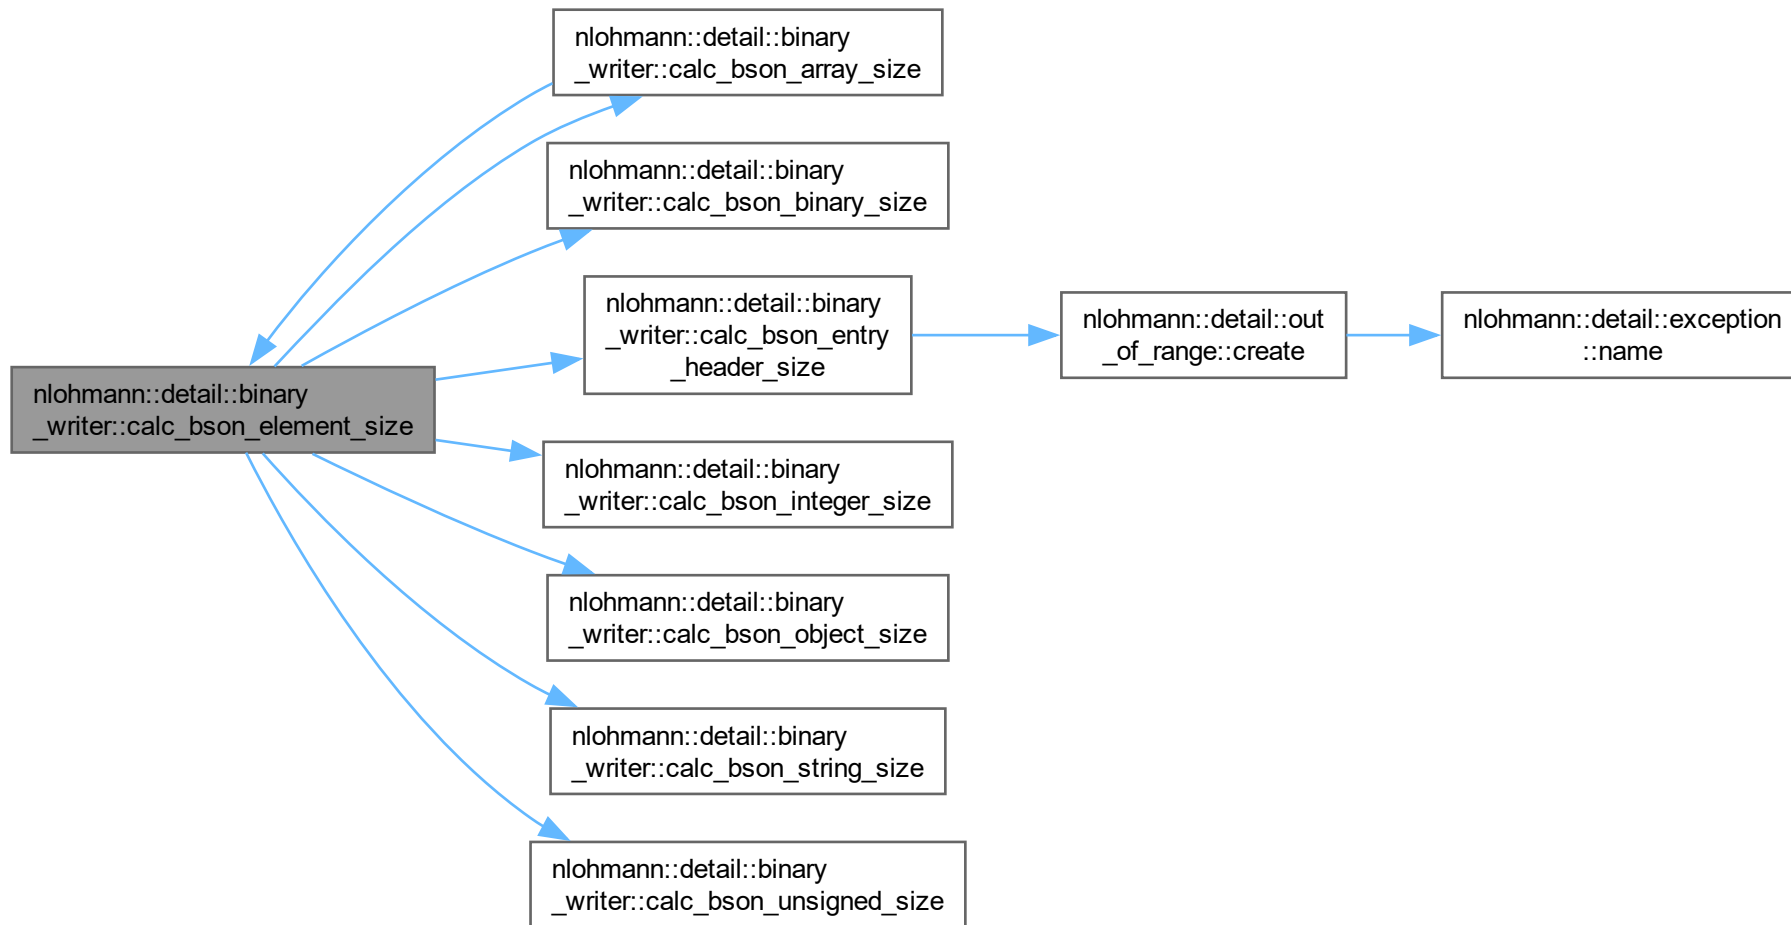 nlohmann::detail::binary
_writer::calc_bson_array_size
nlohmann::detail::binary
_writer::calc_bson_binary_size
nlohmann::detail::binary
_writer::calc_bson_entry
_header_size
nlohmann::detail::out
_of_range::create
nlohmann::detail::exception
::name
nlohmann::detail::binary
_writer::calc_bson_element_size
nlohmann::detail::binary
_writer::calc_bson_integer_size
nlohmann::detail::binary
_writer::calc_bson_object_size
nlohmann::detail::binary
_writer::calc_bson_string_size
nlohmann::detail::binary
_writer::calc_bson_unsigned_size